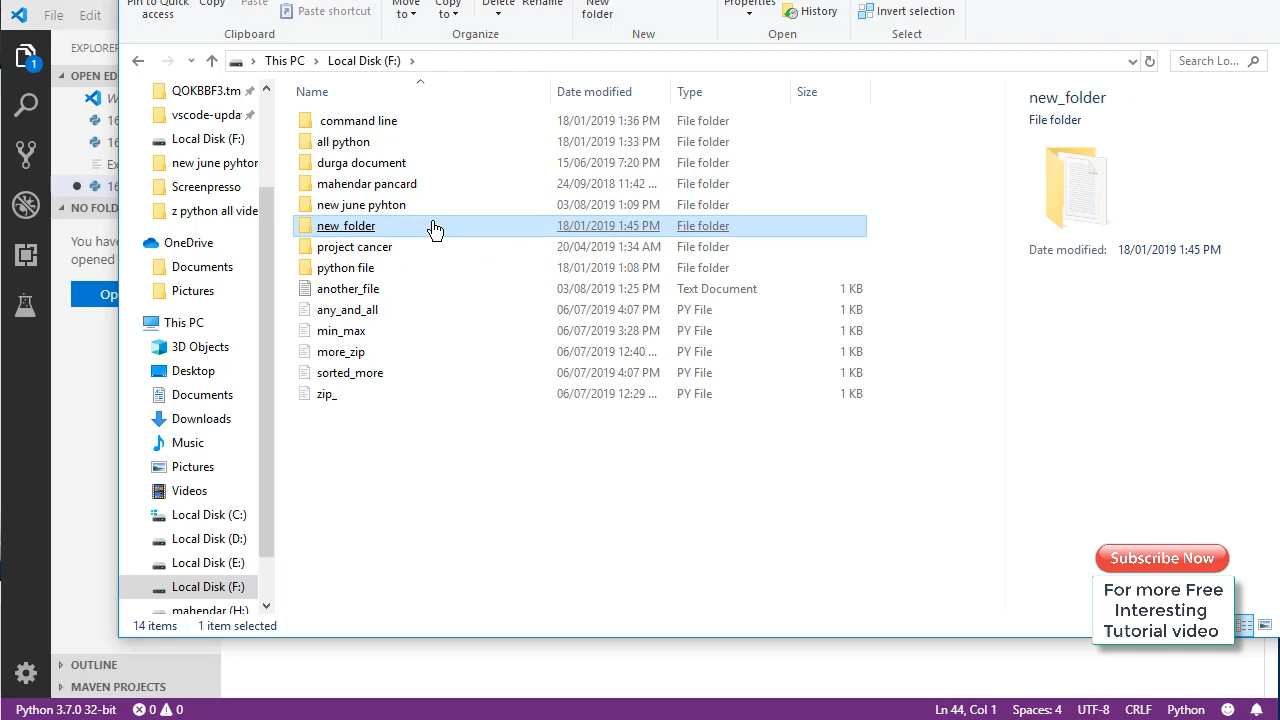 File Edit
EXPLORER
OPEN ED
NO FOL
You have
opened
Op
OUTLINE
MAVEN PROJECTS
Pin to Quick access
Copy
Paste
Paste shortcut
Clipboard
Move to
Copy to
Delete
Rename
Organize
New folder
New
Properties
History
Open
Invert selection
Select
This PC > Local Disk (F:) >
Search Lo...
QOKBBF3.tm
vscode-upda
Local Disk (F:)
new june pyhtor
Screenpresso
z python all vide
OneDrive
Documents
Pictures
This PC
3D Objects
Desktop
Documents
Downloads
Music
Pictures
Videos
Local Disk (C:)
Local Disk (D:)
Local Disk (E:)
Local Disk (F:)
mahendar (H:)
Name Date modified Type Size
command line 18/01/2019 1:36 PM File folder
all python 18/01/2019 1:33 PM File folder
durga document 15/06/2019 7:20 PM File folder
mahendar pancard 24/09/2018 11:42 ... File folder
new june pyhton 03/08/2019 1:09 PM File folder
new_folder 18/01/2019 1:45 PM File folder
project cancer 20/04/2019 1:34 AM File folder
python file 18/01/2019 1:08 PM File folder
another_file 03/08/2019 1:25 PM Text Document 1 KB
any_and_all 06/07/2019 4:07 PM PY File 1 KB
min_max 06/07/2019 3:28 PM PY File 1 KB
more_zip 06/07/2019 12:40 ... PY File 1 KB
sorted_more 06/07/2019 4:07 PM PY File 1 KB
zip_ 06/07/2019 12:29 ... PY File 1 KB
new_folder
File folder
Date modified: 18/01/2019 1:45 PM
Subscribe Now
For more Free
Interesting
Tutorial video
14 items 1 item selected
Python 3.7.0 32-bit 0 0 Ln 44, Col 1 Spaces: 4 UTF-8 CRLF Python